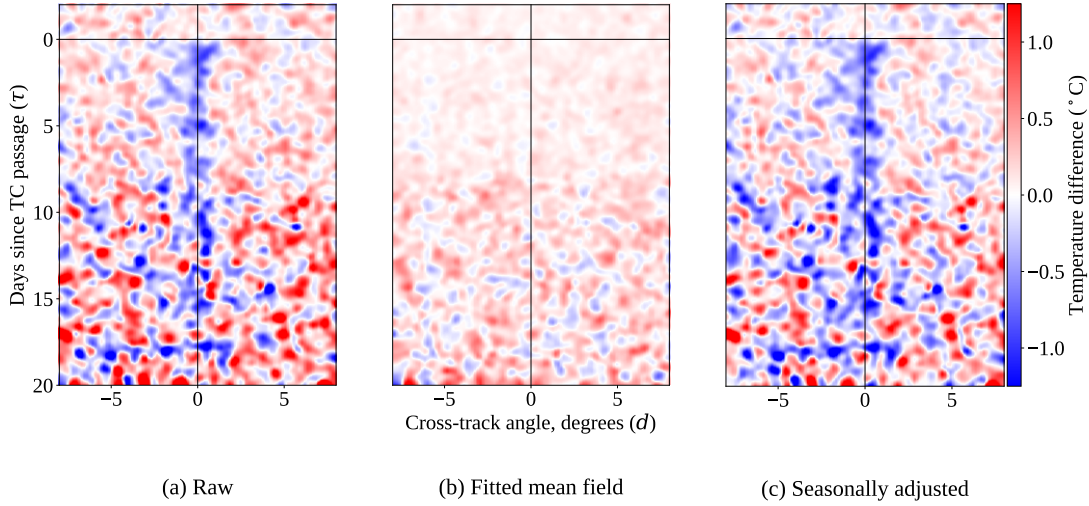 0
5
10
15
20
Days since TC passage (τ)
−5 0 5
−5 0 5
−5 0 5
Cross-track angle, degrees (d)
1.0
0.5
0.0
−0.5
−1.0
Temperature difference (°C)
(a) Raw
(b) Fitted mean field
(c) Seasonally adjusted